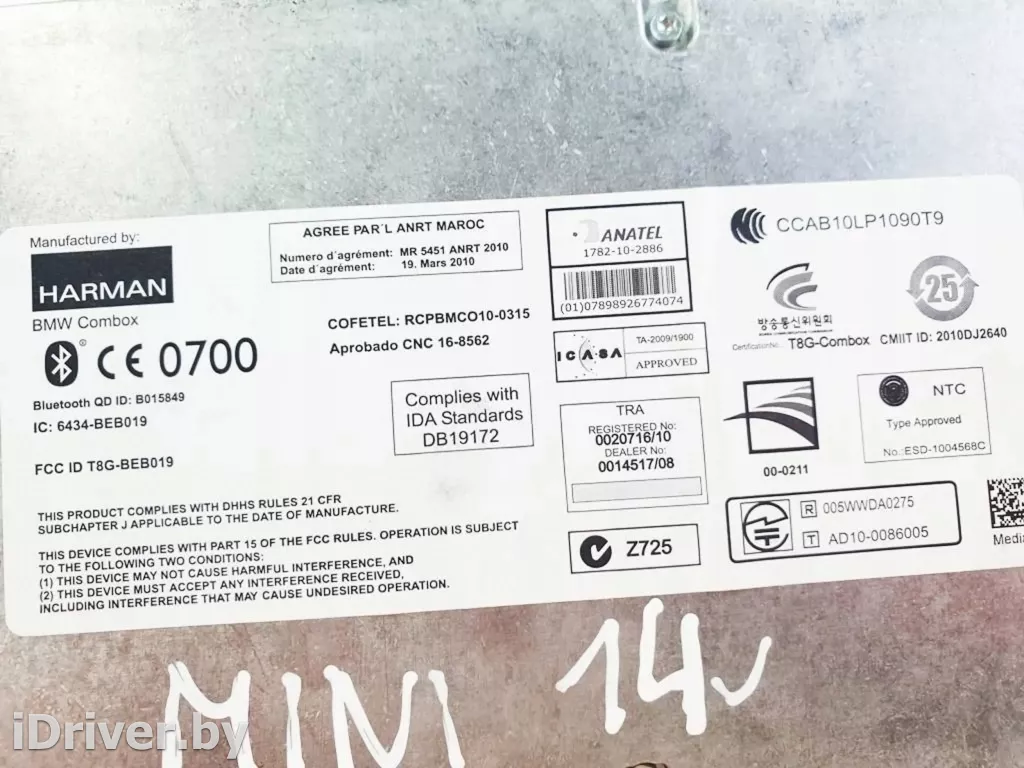 Manufactured by:
HARMAN
BMW Combox
CE 0700
Bluetooth QD ID: B015849
IC: 6434-BEB019
FCC ID T8G-BEB019
AGREE PAR´L ANRT MAROC
Numero d´agrément: MR 5451 ANRT 2010
Date d´agrément: 19. Mars 2010
COFETEL: RCPBMCO10-0315
Aprobado CNC 16-8562
Complies with
IDA Standards
DB19172
THIS PRODUCT COMPLIES WITH DHHS RULES 21 CFR
SUBCHAPTER J APPLICABLE TO THE DATE OF MANUFACTURE.
THIS DEVICE COMPLIES WITH PART 15 OF THE FCC RULES. OPERATION IS SUBJECT
TO THE FOLLOWING TWO CONDITIONS:
(1) THIS DEVICE MAY NOT CAUSE HARMFUL INTERFERENCE, AND
(2) THIS DEVICE MUST ACCEPT ANY INTERFERENCE RECEIVED,
INCLUDING INTERFERENCE THAT MAY CAUSE UNDESIRED OPERATION.
ANATEL
1782-10-2886
(01)07898926774074
ICASA
TA-2009/1900
APPROVED
TRA
REGISTERED No:
0020716/10
DEALER No:
0014517/08
Z725
CCAB10LP1090T9
25
방송통신위원회
CertificationNo.: T8G-Combox
CMIIT ID: 2010DJ2640
00-0211
NTC
Type Approved
No.:ESD-1004568C
R 005WWDA0275
T AD10-0086005
Media
MINI 14
iDriver.by